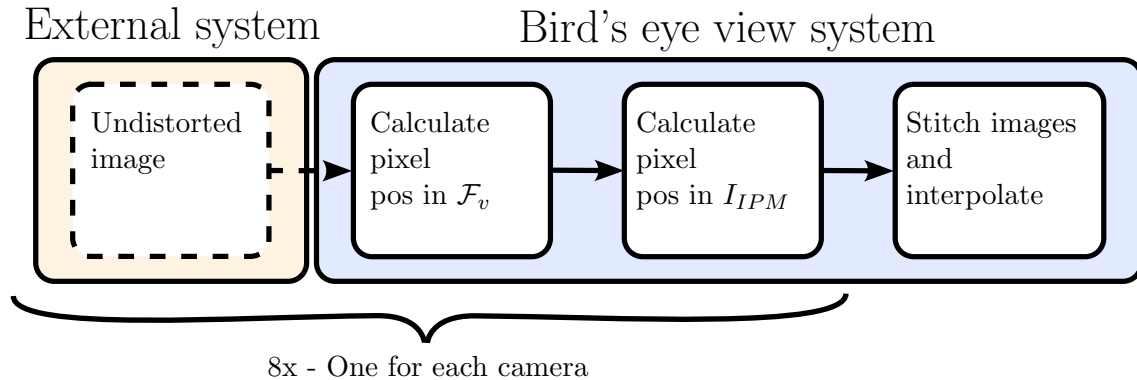 External system
Bird's eye view system
Undistorted
image
Calculate
pixel
pos in $\mathcal{F}_v$
Calculate
pixel
pos in $I_{IPM}$
Stitch images
and
interpolate
8x - One for each camera